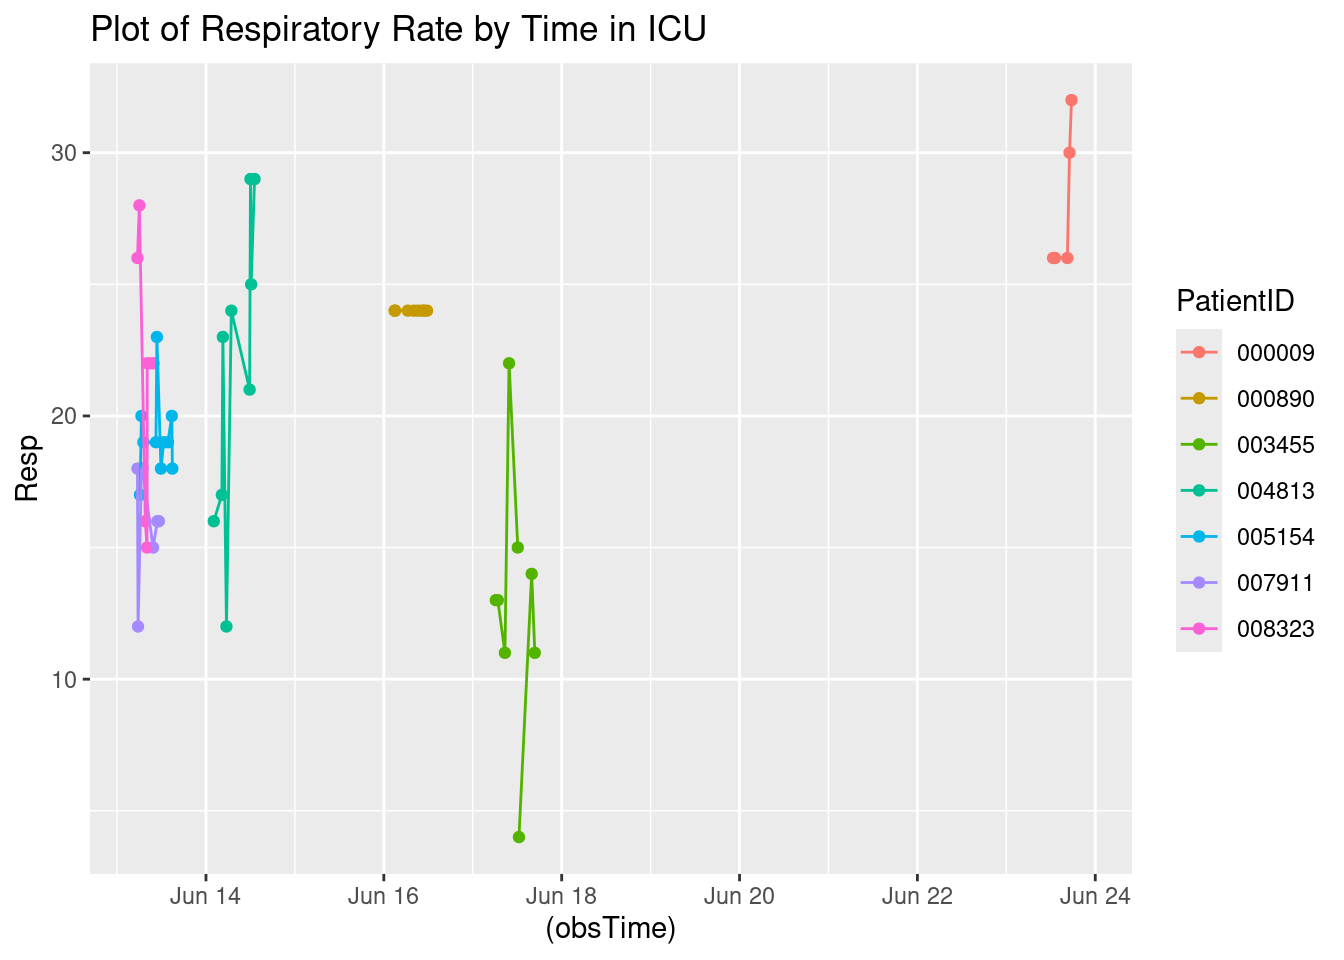 Plot of Respiratory Rate by Time in ICU
30
20
10
Resp
Jun 14
Jun 16
Jun 18
Jun 20
Jun 22
Jun 24
(obsTime)
PatientID
000009
000890
003455
004813
005154
007911
008323